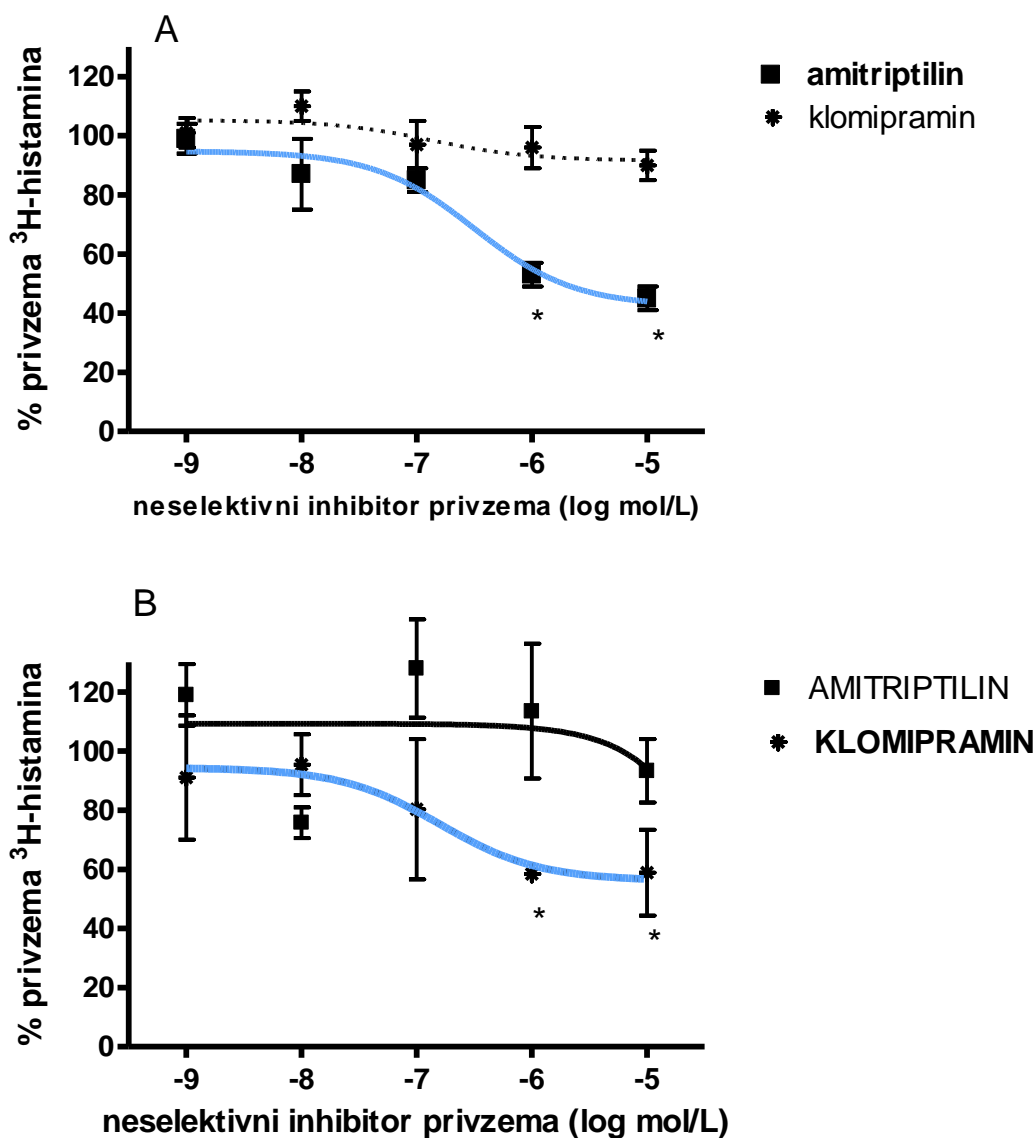 A
% privzema ³H-histamina
120
100
80
60
40
20
0
-9 -8 -7 -6 -5
neselektivni inhibitor privzema (log mol/L)
amitriptilin
klomipramin
*
*
B
% privzema ³H-histamina
120
100
80
60
40
20
0
-9 -8 -7 -6 -5
neselektivni inhibitor privzema (log mol/L)
AMITRIPTILIN
KLOMIPRAMIN
*
*